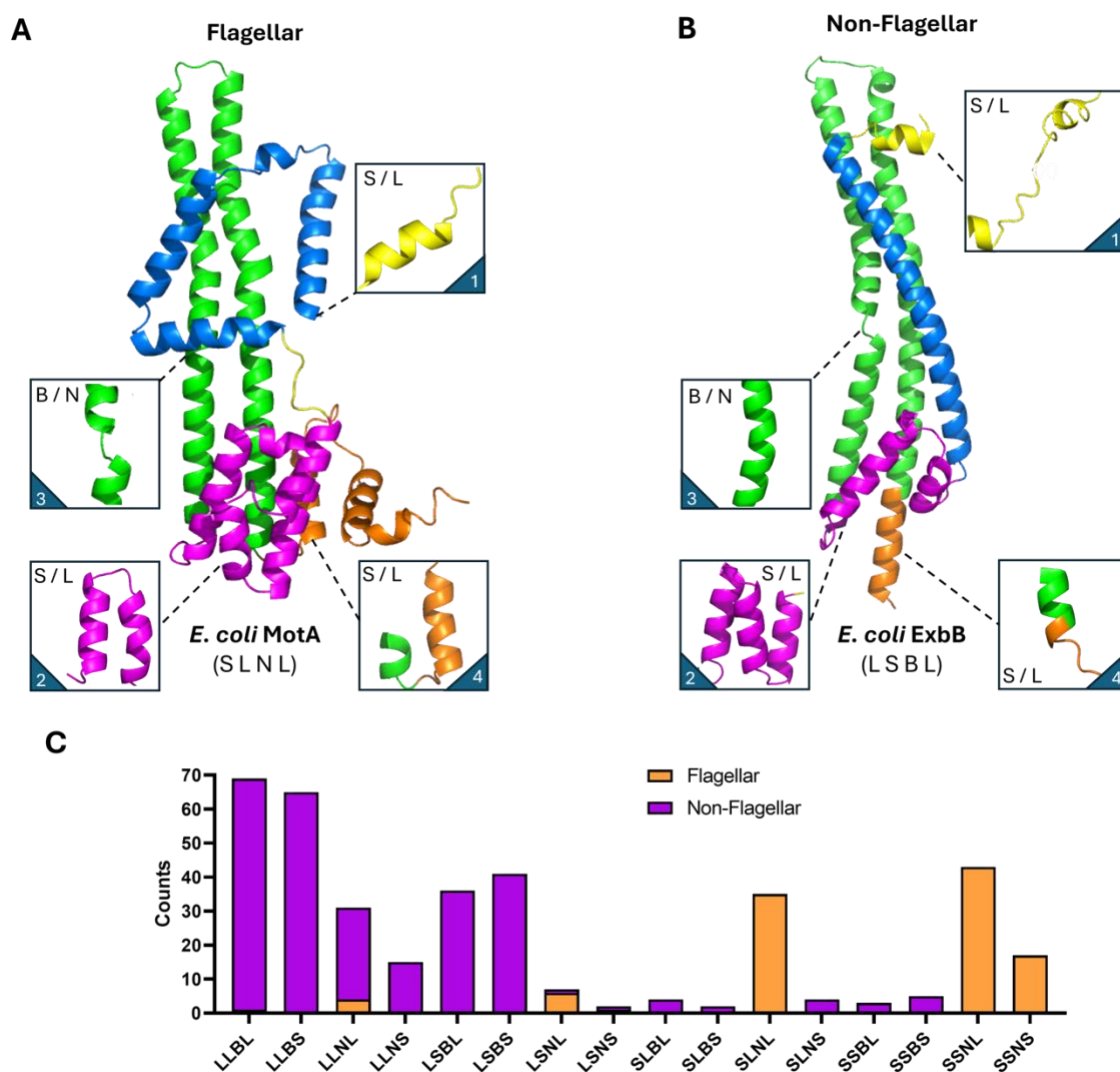 A
Flagellar
S / L
1
B / N
3
S / L
2
E. coli MotA
(S L N L)
S / L
4
B
Non-Flagellar
S / L
1
B / N
3
S / L
2
E. coli ExbB
(L S B L)
S / L
4
C
Flagellar
Non-Flagellar
Counts
70
60
50
40
30
20
10
0
LLBL
LLBS
LLNL
LLNS
LSBL
LSBS
LSNL
LSNS
SLBL
SLBS
SLNL
SLNS
SSBL
SSBS
SSNL
SSNS